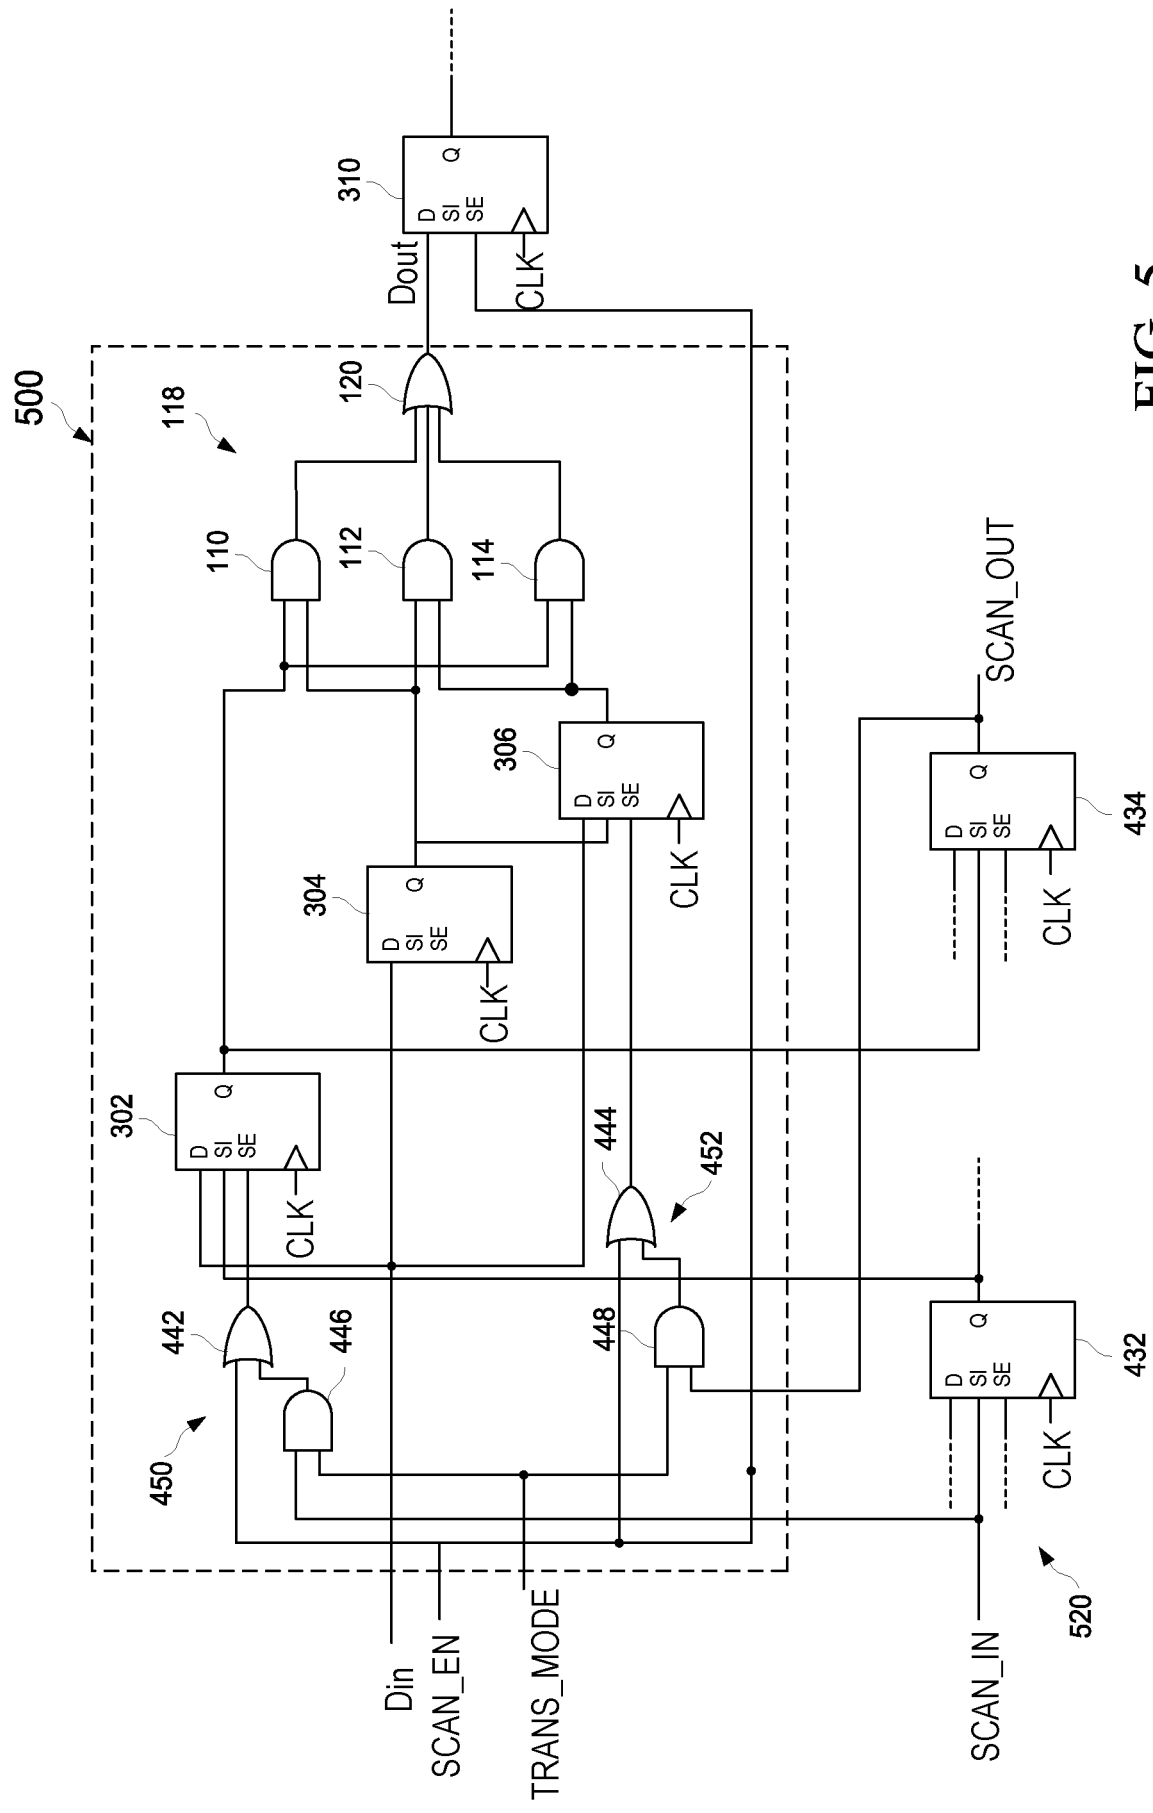 500
118
110
112
114
120
Dout
310
D
SI
SE
Q
CLK
302
D
SI
SE
Q
CLK
304
D
SI
SE
Q
CLK
306
D
SI
SE
Q
CLK
450
442
446
444
448
452
Din
SCAN_EN
TRANS_MODE
SCAN_IN
520
D
SI
SE
Q
CLK
432
D
SI
SE
Q
CLK
434
SCAN_OUT
FIG. 5